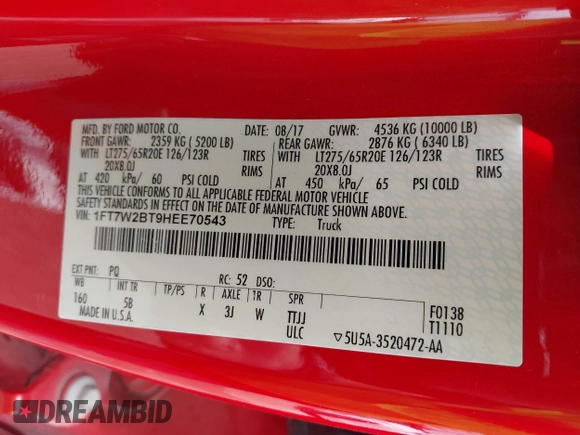 MFD. BY FORD MOTOR CO. DATE: 08/17 GVWR: 4536 KG (10000 LB)
FRONT GAWR: 2359 KG (5200 LB) REAR GAWR: 2876 KG (6340 LB)
WITH LT275/65R20E 126/123R TIRES WITH LT275/65R20E 126/123R TIRES
20X8.0J RIMS 20X8.0J RIMS
AT 420 kPa/ 60 PSI COLD AT 450 kPa/ 65 PSI COLD
THIS VEHICLE CONFORMS TO ALL APPLICABLE FEDERAL MOTOR VEHICLE
SAFETY STANDARDS IN EFFECT ON THE DATE OF MANUFACTURE SHOWN ABOVE.
VIN: 1FT7W2BT9HEE70543 TYPE: Truck
EXT PNT: PQ RC: 52 DSO:
WB INT TR TP/PS R AXLE TR SPR
160 5B X 3J W TTJJ F0138
MADE IN U.S.A. ULC T1110
▽5U5A-3520472-AA
DREAMBID